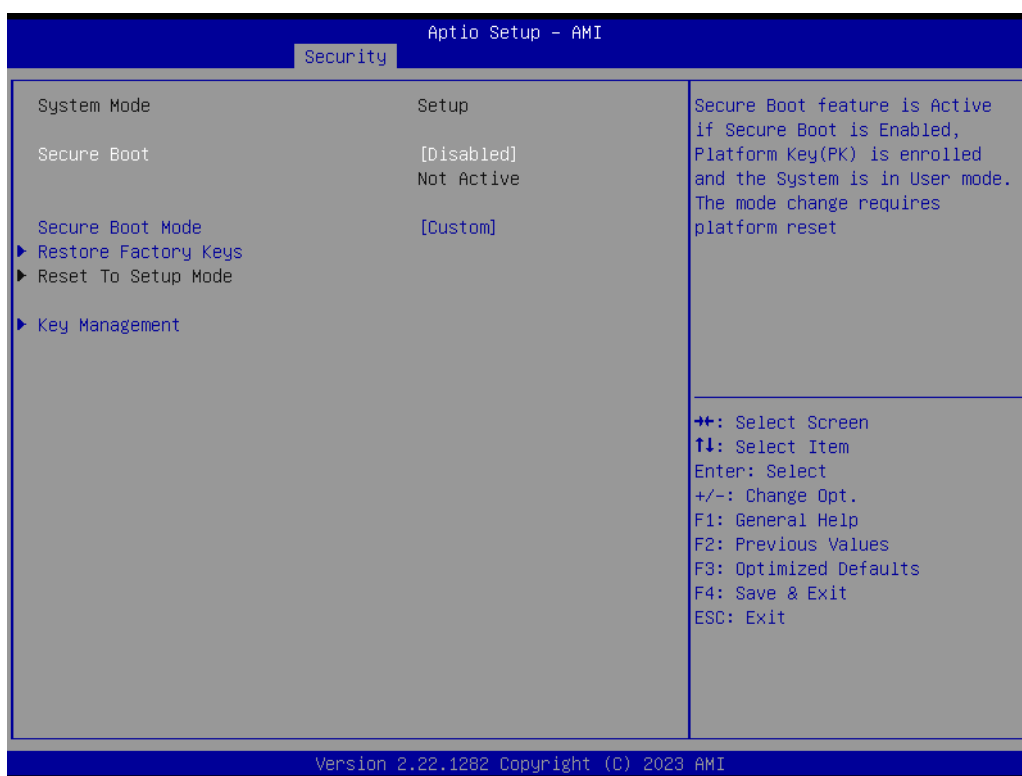 Aptio Setup – AMI
Security
System Mode Setup
Secure Boot [Disabled]
Not Active
Secure Boot Mode [Custom]
Restore Factory Keys
Reset To Setup Mode
Key Management
Secure Boot feature is Active
if Secure Boot is Enabled,
Platform Key(PK) is enrolled
and the System is in User mode.
The mode change requires
platform reset
→←: Select Screen
↑↓: Select Item
Enter: Select
+/-: Change Opt.
F1: General Help
F2: Previous Values
F3: Optimized Defaults
F4: Save & Exit
ESC: Exit
Version 2.22.1282 Copyright (C) 2023 AMI